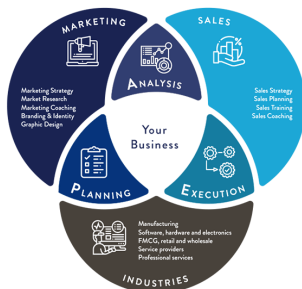 MARKETING
Marketing Strategy
Market Research
Marketing Coaching
Branding & Identity
Graphic Design
SALES
Sales Strategy
Sales Planning
Sales Training
Sales Coaching
ANALYSIS
Your
Business
PLANNING
EXECUTION
Manufacturing
Software, hardware and electronics
FMCG, retail and wholesale
Service providers
Professional services
INDUSTRIES